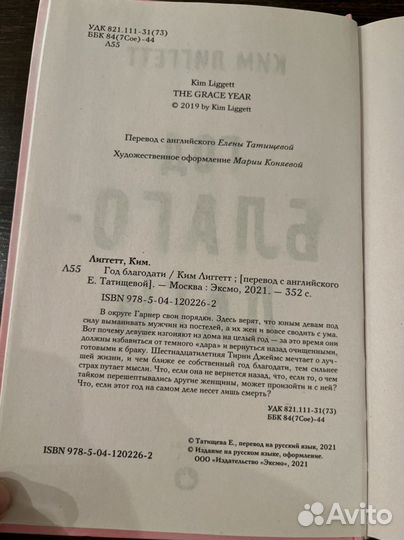 УДК 821.111-31(73)
ББК 84(7Сое)-44
Л55
КИМ ЛИГГЕТТ
Kim Liggett
THE GRACE YEAR
© 2019 by Kim Liggett
Перевод с английского Елены Татищевой
Художественное оформление Марии Коняевой
ГОД
БЛАГО-
Лиггетт, Ким.
Л55 Год благодати / Ким Лиггетт ; [перевод с английского
Е. Татищевой]. — Москва : Эксмо, 2021. — 352 с.
ISBN 978-5-04-120226-2
В округе Гарнер свои порядки. Здесь верят, что юным девам под
силу выманивать мужчин из постелей, а их жен и вовсе сводить с ума.
Вот почему девушек изгоняют из дома на целый год — за это время они
должны избавиться от темного «дара» и вернуться назад очищенными,
готовыми к браку. Шестнадцатилетняя Тирни Джеймс мечтает о луч-
шей жизни, и чем ближе ее собственный год благодати, тем сильнее
страх путает мысли. Что, если она не вернется назад, что, если то, о чем
тайком перешептывались другие женщины, может произойти и с ней?
Что, если этот год на самом деле несет лишь смерть?
УДК 821.111-31(73)
ББК 84(7Сое)-44
© Татищева Е., перевод на русский язык, 2021
© Издание на русском языке, оформление.
ООО «Издательство «Эксмо», 2021
ISBN 978-5-04-120226-2
Avito